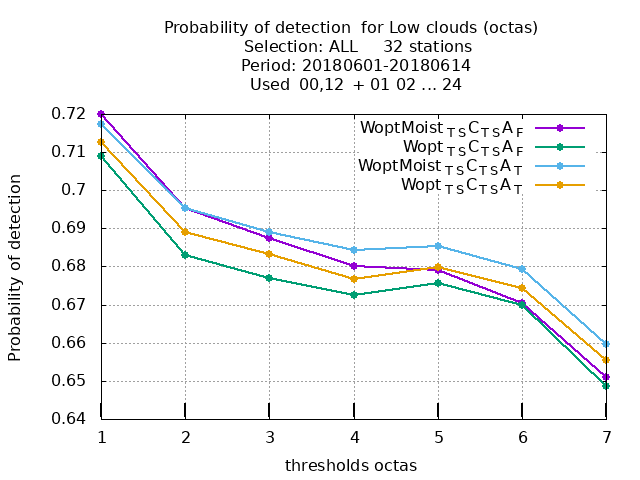 Probability of detection  for Low clouds (octas)
Selection: ALL     32 stations
Period: 20180601-20180614
Used  00,12  + 01 02 ... 24
0.72
0.71
0.7
0.69
0.68
0.67
0.66
0.65
0.64
Probability of detection
WoptMoist TS C TS A F
Wopt TS C TS A F
WoptMoist TS C TS A T
Wopt TS C TS A T
1 2 3 4 5 6 7
thresholds octas